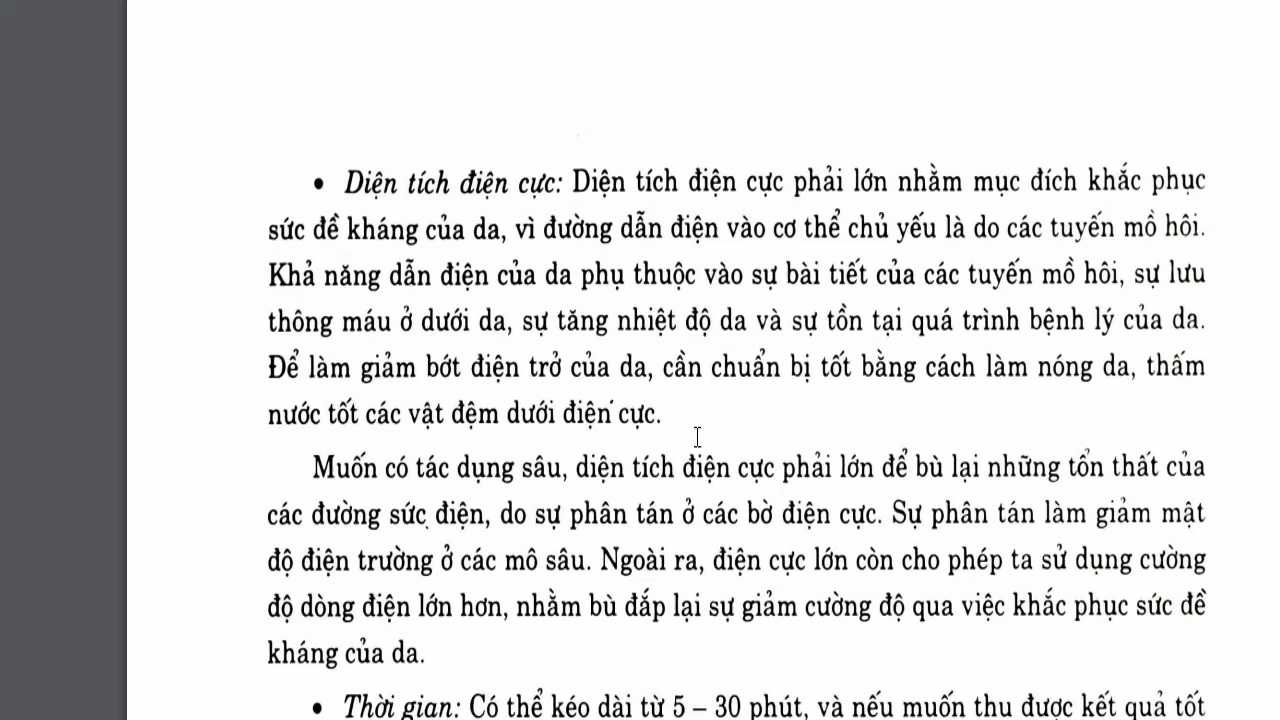 • Diện tích điện cực: Diện tích điện cực phải lớn nhằm mục đích khắc phục
sức đề kháng của da, vì đường dẫn điện vào cơ thể chủ yếu là do các tuyến mồ hôi.
Khả năng dẫn điện của da phụ thuộc vào sự bài tiết của các tuyến mồ hôi, sự lưu
thông máu ở dưới da, sự tăng nhiệt độ da và sự tồn tại quá trình bệnh lý của da.
Để làm giảm bớt điện trở của da, cần chuẩn bị tốt bằng cách làm nóng da, thấm
nước tốt các vật đệm dưới điện cực.
Muốn có tác dụng sâu, diện tích điện cực phải lớn để bù lại những tổn thất của
các đường sức điện, do sự phân tán ở các bờ điện cực. Sự phân tán làm giảm mật
độ điện trường ở các mô sâu. Ngoài ra, điện cực lớn còn cho phép ta sử dụng cường
độ dòng điện lớn hơn, nhằm bù đắp lại sự giảm cường độ qua việc khắc phục sức đề
kháng của da.
• Thời gian: Có thể kéo dài từ 5 – 30 phút, và nếu muốn thu được kết quả tốt